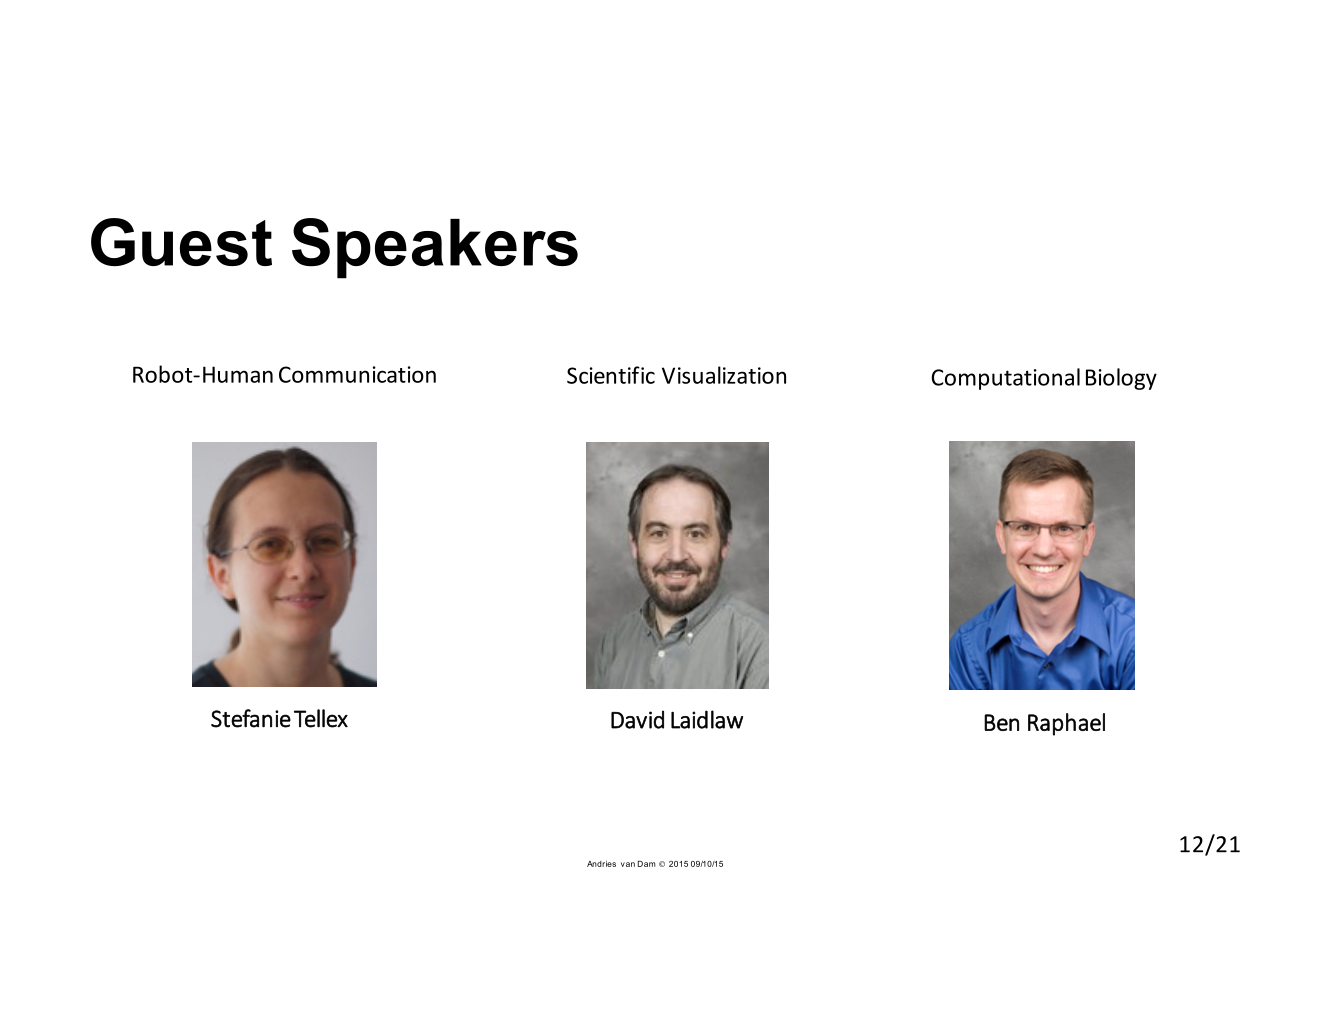 Guest Speakers
Robot-Human Communication
Scientific Visualization
Computational Biology
Stefanie Tellex
David Laidlaw
Ben Raphael
12/21
Andries van Dam © 2015 09/10/15